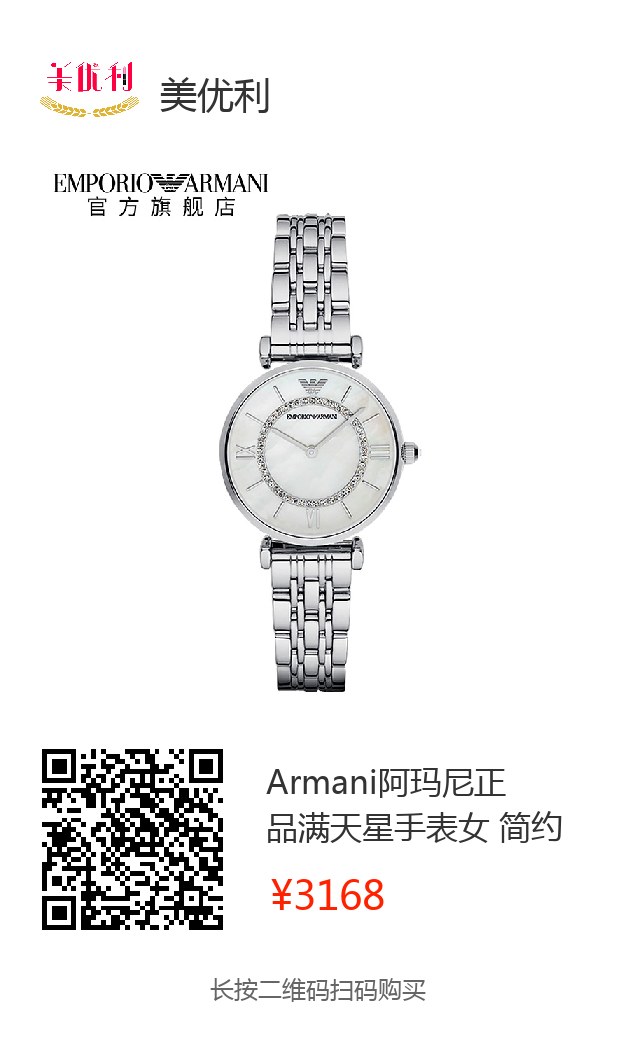 美优利
美优利
EMPORIO ARMANI
官方旗舰店
EMPORIO ARMANI
Armani阿玛尼正
品满天星手表女 简约
¥3168
长按二维码扫码购买